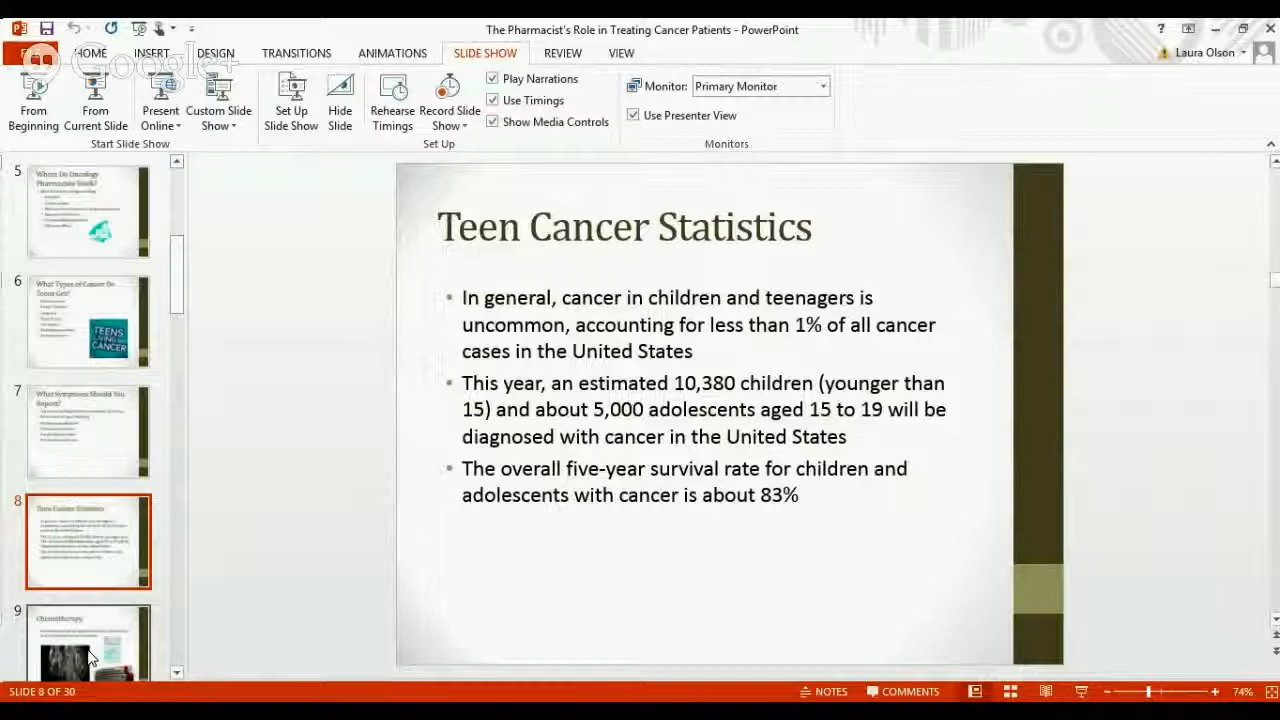 The Pharmacist's Role in Treating Cancer Patients - PowerPoint
?
FILE HOME INSERT DESIGN TRANSITIONS ANIMATIONS SLIDE SHOW REVIEW VIEW
Google+
Laura Olson
From Beginning
From Current Slide
Present Online
Custom Slide Show
Start Slide Show
Set Up Slide Show
Hide Slide
Rehearse Timings
Record Slide Show
Play Narrations
Use Timings
Show Media Controls
Set Up
Monitor: Primary Monitor
Use Presenter View
Monitors
5
Where Do Oncology
Pharmacists Work?
6
What Types of Cancer Do
Teens Get?
TEENS
LIVING
CANCER
7
What Symptoms Should You
Report?
8
Teen Cancer Statistics
9
Chemotherapy
Teen Cancer Statistics
• In general, cancer in children and teenagers is
uncommon, accounting for less than 1% of all cancer
cases in the United States
• This year, an estimated 10,380 children (younger than
15) and about 5,000 adolescents aged 15 to 19 will be
diagnosed with cancer in the United States
• The overall five-year survival rate for children and
adolescents with cancer is about 83%
SLIDE 8 OF 30
NOTES
COMMENTS
74%